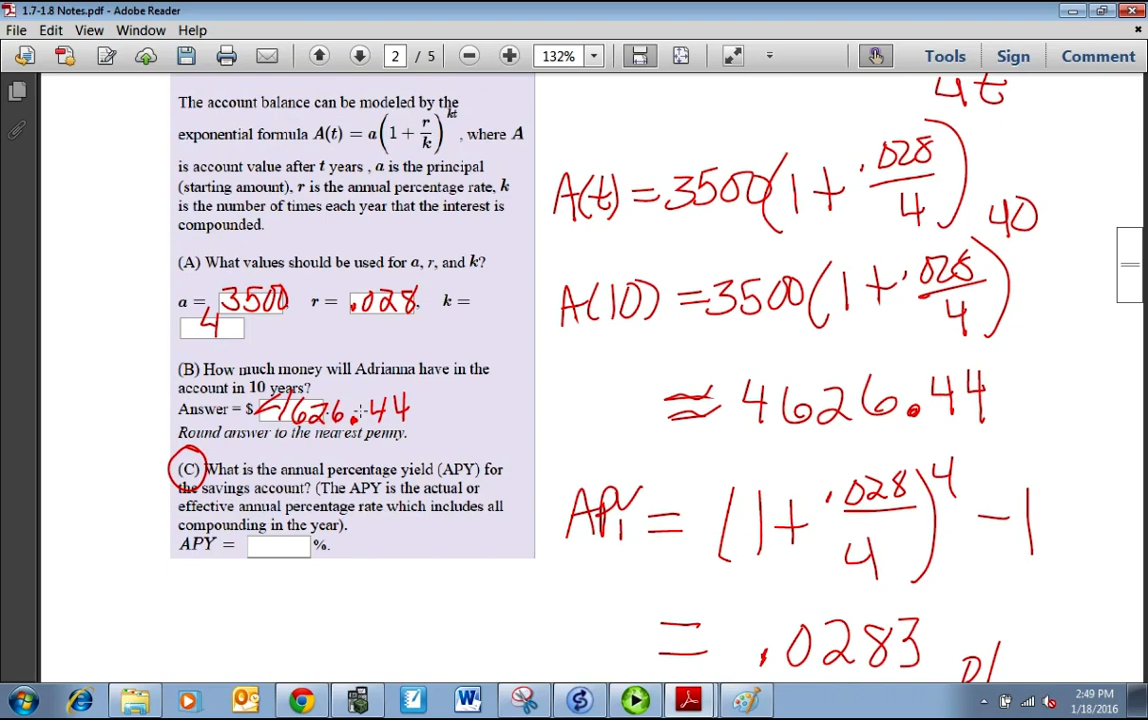 1.7-1.8 Notes.pdf - Adobe Reader
File Edit View Window Help
2 / 5 132% Tools Sign Comment
The account balance can be modeled by the
exponential formula A(t) = a(1 + r/k)^kt, where A
is account value after t years , a is the principal
(starting amount), r is the annual percentage rate, k
is the number of times each year that the interest is
compounded.
(A) What values should be used for a, r, and k?
a = 3500 r = .028, k =
4
(B) How much money will Adrianna have in the
account in 10 years?
Answer = $ 4626.44
Round answer to the nearest penny.
(C) What is the annual percentage yield (APY) for
the savings account? (The APY is the actual or
effective annual percentage rate which includes all
compounding in the year).
APY = %.
4t
A(t) = 3500(1 + .028/4)
40
A(10) = 3500(1 + .028/4)
≈ 4626.44
APY = (1 + .028/4)^4 - 1
= .0283
2:49 PM
1/18/2016